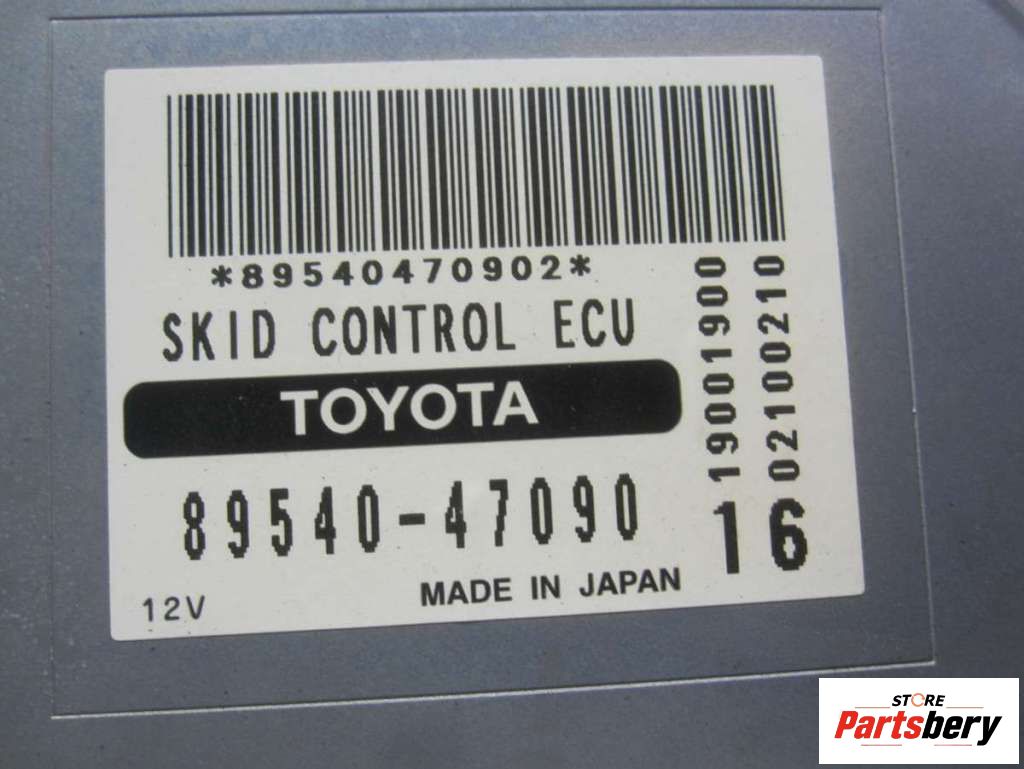 *89540470902*
SKID CONTROL ECU
TOYOTA
89540-47090
12V
MADE IN JAPAN
19001900
02100210
16
STORE
Partsbery